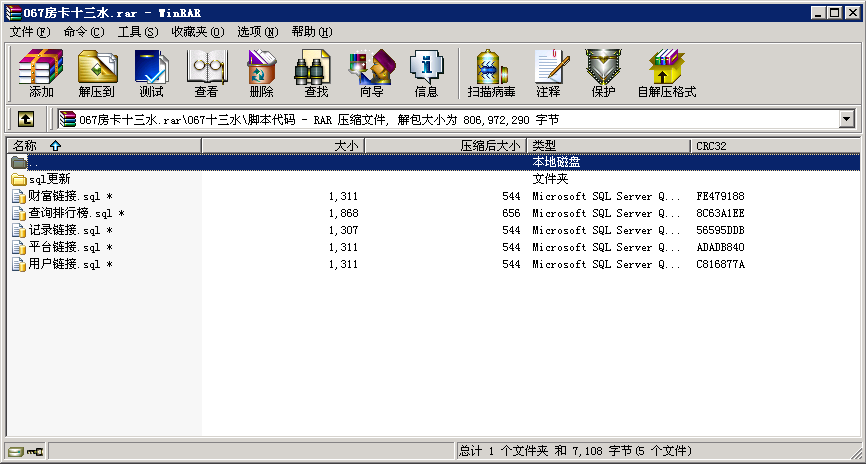 067房卡十三水.rar - WinRAR
文件(F) 命令(C) 工具(S) 收藏夹(O) 选项(N) 帮助(H)
添加 解压到 测试 查看 删除 查找 向导 信息 扫描病毒 注释 保护 自解压格式
067房卡十三水.rar\067十三水\脚本代码 - RAR 压缩文件, 解包大小为 806,972,290 字节
名称 大小 压缩后大小 类型 CRC32
.. 本地磁盘
sql更新 文件夹
财富链接.sql * 1,311 544 Microsoft SQL Server Q... FE479188
查询排行榜.sql * 1,868 656 Microsoft SQL Server Q... 8C63A1EE
记录链接.sql * 1,307 544 Microsoft SQL Server Q... 56595DDB
平台链接.sql * 1,311 544 Microsoft SQL Server Q... ADADB840
用户链接.sql * 1,311 544 Microsoft SQL Server Q... C816877A
总计 1 个文件夹 和 7,108 字节(5 个文件)